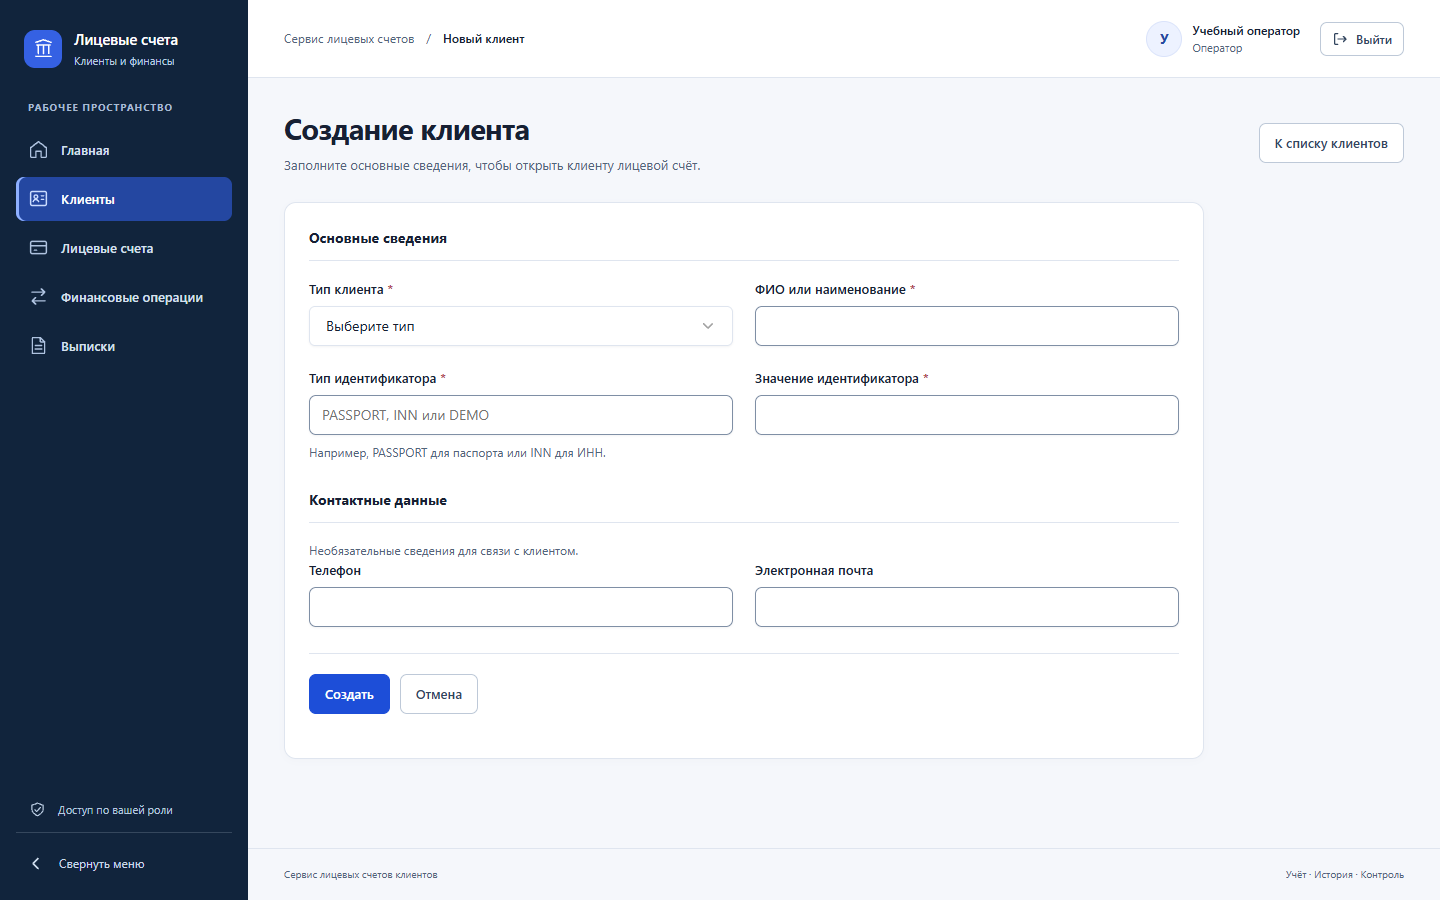 Лицевые счета
Клиенты и финансы
РАБОЧЕЕ ПРОСТРАНСТВО
Главная
Клиенты
Лицевые счета
Финансовые операции
Выписки
Доступ по вашей роли
Свернуть меню
Сервис лицевых счетов / Новый клиент
У
Учебный оператор
Оператор
Выйти
Создание клиента
Заполните основные сведения, чтобы открыть клиенту лицевой счёт.
К списку клиентов
Основные сведения
Тип клиента *
Выберите тип
ФИО или наименование *
Тип идентификатора *
PASSPORT, INN или DEMO
Например, PASSPORT для паспорта или INN для ИНН.
Значение идентификатора *
Контактные данные
Необязательные сведения для связи с клиентом.
Телефон
Электронная почта
Создать
Отмена
Сервис лицевых счетов клиентов
Учёт · История · Контроль